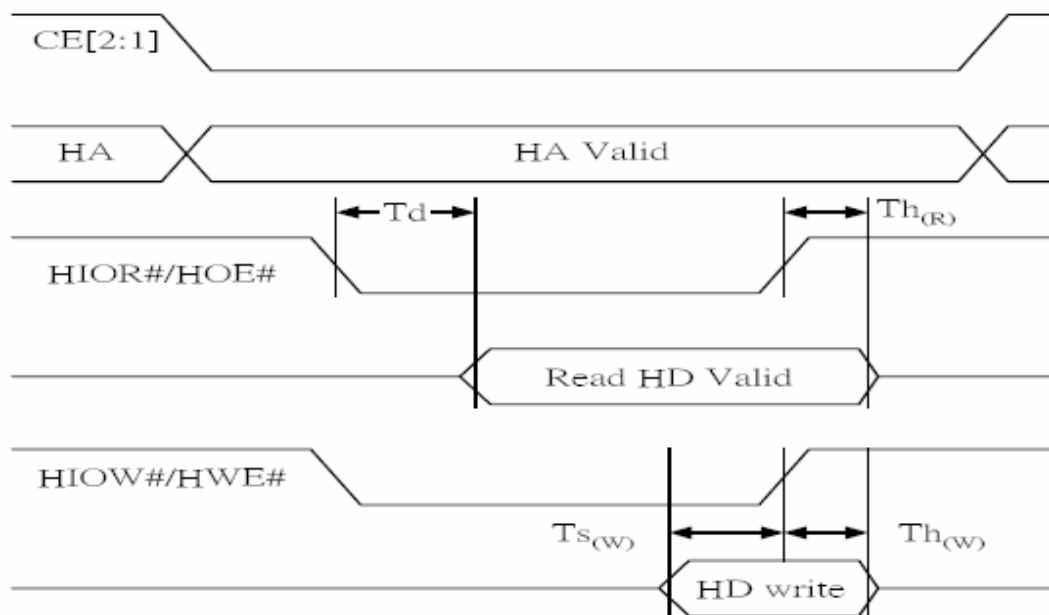 CE[2:1]
HA HA Valid
Td Th(R)
HIOR#/HOE#
Read HD Valid
HIOW#/HWE#
Ts(W) Th(W)
HD write